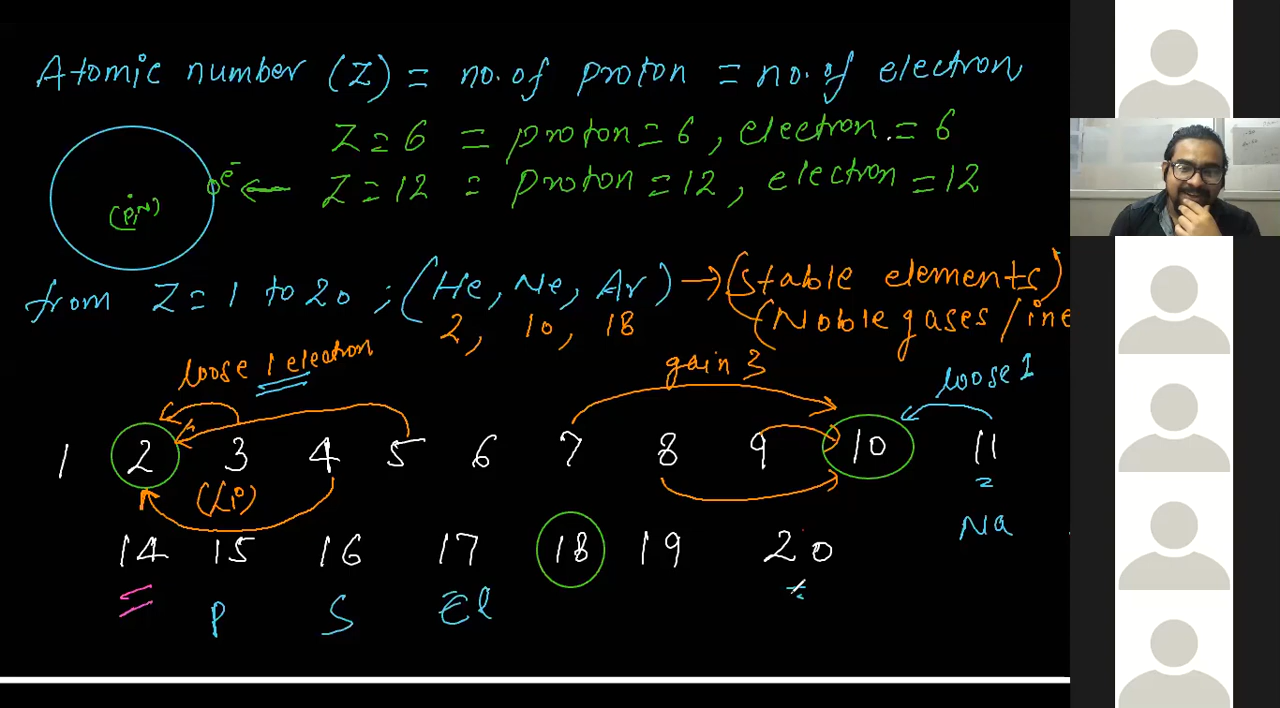 Atomic number (Z) = no. of proton = no. of electron
Z = 6 = proton = 6, electron = 6
e⁻ ← Z = 12 = proton = 12, electron = 12
(P,N)
from Z = 1 to 20 ; (He, Ne, Ar) → (stable elements)
2, 10, 18 (Noble gases / ine
loose 1 electron gain 3 loose 1
1 2 3 4 5 6 7 8 9 10 11
(Li) Na
14 15 16 17 18 19 20
P S Cl